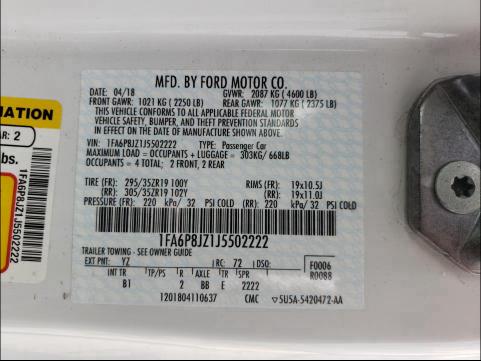 MFD. BY FORD MOTOR CO.
DATE: 04/18 GVWR: 2087 KG ( 4600 LB)
FRONT GAWR: 1021 KG ( 2250 LB) REAR GAWR: 1077 KG ( 2375 LB)
THIS VEHICLE CONFORMS TO ALL APPLICABLE FEDERAL MOTOR
VEHICLE SAFETY, BUMPER, AND THEFT PREVENTION STANDARDS
IN EFFECT ON THE DATE OF MANUFACTURE SHOWN ABOVE.
VIN: 1FA6P8JZ1J5502222 TYPE: Passenger Car
MAXIMUM LOAD = OCCUPANTS + LUGGAGE = 303KG/ 668LB
OCCUPANTS = 4 TOTAL; 2 FRONT, 2 REAR
TIRE (FR): 295/35ZR19 100Y RIMS (FR): 19x10.5J
(RR): 305/35ZR19 102Y (RR): 19x11.0J
PRESSURE (FR): 220 kPa/ 32 PSI COLD (RR): 220 kPa/ 32 PSI COLD
1FA6P8JZ1J5502222
TRAILER TOWING - SEE OWNER GUIDE
EXT PNT: YZ RC: 72 DSO: F0006
R0088
INT TR TP/PS R AXLE TR SPR
B1 2 BB E 2222
1201804110637 CMC 5U5A-5420472-AA
MATION
AR: 2
bs.
1FA6P8JZ1J5502222